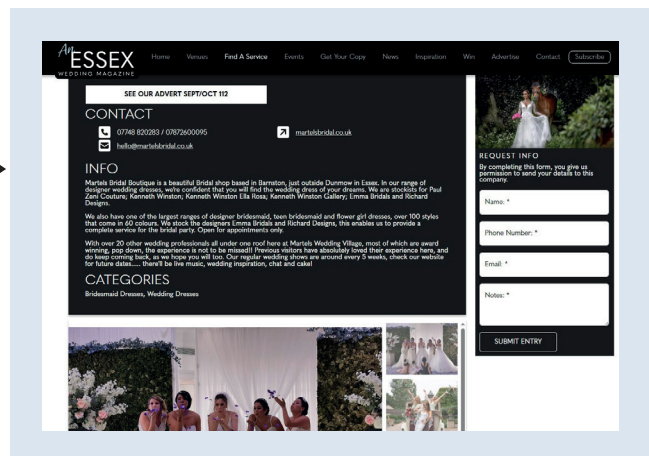 An
ESSEX
WEDDING MAGAZINE
Home Venues Find A Service Events Get Your Copy News Inspiration Win Advertise Contact Subscribe
SEE OUR ADVERT SEPT/OCT 112
CONTACT
07748 820283 / 07872600095
martelsbridal.co.uk
hello@martelsbridal.co.uk
INFO
Martels Bridal Boutique is a beautiful Bridal shop based in Barnston, just outside Dunmow in Essex. In our range of
designer wedding dresses, we're confident that you will find the wedding dress of your dreams. We are stockists for Paul
Zeni Couture; Kenneth Winston; Kenneth Winston Ella Rosa; Kenneth Winston Gallery; Emma Bridals and Richard
Designs.
We also have one of the largest ranges of designer bridesmaid, teen bridesmaid and flower girl dresses, over 100 styles
that come in 60 colours. We stock the designers Emma Bridals and Richard Designs, this enables us to provide a
complete service for the bridal party. Open for appointments only.
With over 20 other wedding professionals all under one roof here at Martels Wedding Village, most of which are award
winning, pop down, the experience is not to be missed!! Previous visitors have absolutely loved their experience here, and
do keep coming back, as we hope you will too. Our regular wedding shows are around every 5 weeks, check our website
for future dates...... there'll be live music, wedding inspiration, chat and cake!
CATEGORIES
Bridesmaid Dresses, Wedding Dresses
REQUEST INFO
By completing this form, you give us
permission to send your details to this
company.
Name: *
Phone Number: *
Email: *
Notes: *
SUBMIT ENTRY